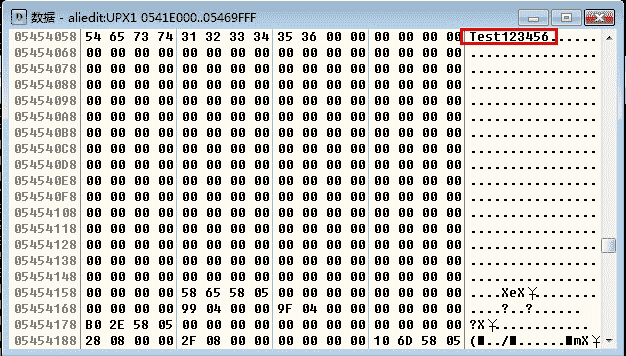 数据 - aliedit:UPX1 0541E000..05469FFF
05454058 54 65 73 74 31 32 33 34 35 36 00 00 00 00 00 00 Test123456......
05454068 00 00 00 00 00 00 00 00 00 00 00 00 00 00 00 00 ................
05454078 00 00 00 00 00 00 00 00 00 00 00 00 00 00 00 00 ................
05454088 00 00 00 00 00 00 00 00 00 00 00 00 00 00 00 00 ................
05454098 00 00 00 00 00 00 00 00 00 00 00 00 00 00 00 00 ................
054540A8 00 00 00 00 00 00 00 00 00 00 00 00 00 00 00 00 ................
054540B8 00 00 00 00 00 00 00 00 00 00 00 00 00 00 00 00 ................
054540C8 00 00 00 00 00 00 00 00 00 00 00 00 00 00 00 00 ................
054540D8 00 00 00 00 00 00 00 00 00 00 00 00 00 00 00 00 ................
054540E8 00 00 00 00 00 00 00 00 00 00 00 00 00 00 00 00 ................
054540F8 00 00 00 00 00 00 00 00 00 00 00 00 00 00 00 00 ................
05454108 00 00 00 00 00 00 00 00 00 00 00 00 00 00 00 00 ................
05454118 00 00 00 00 00 00 00 00 00 00 00 00 00 00 00 00 ................
05454128 00 00 00 00 00 00 00 00 00 00 00 00 00 00 00 00 ................
05454138 00 00 00 00 00 00 00 00 00 00 00 00 00 00 00 00 ................
05454148 00 00 00 00 00 00 00 00 00 00 00 00 00 00 00 00 ................
05454158 00 00 00 00 58 65 58 05 00 00 00 00 00 00 00 00 ....XeX￥........
05454168 00 00 00 00 99 04 00 00 9F 04 00 00 00 00 00 00 ....?..?......
05454178 B0 2E 58 05 00 00 00 00 00 00 00 00 00 00 00 00 ?X￥............
05454188 28 08 00 00 2F 08 00 00 00 00 00 00 10 6D 58 05